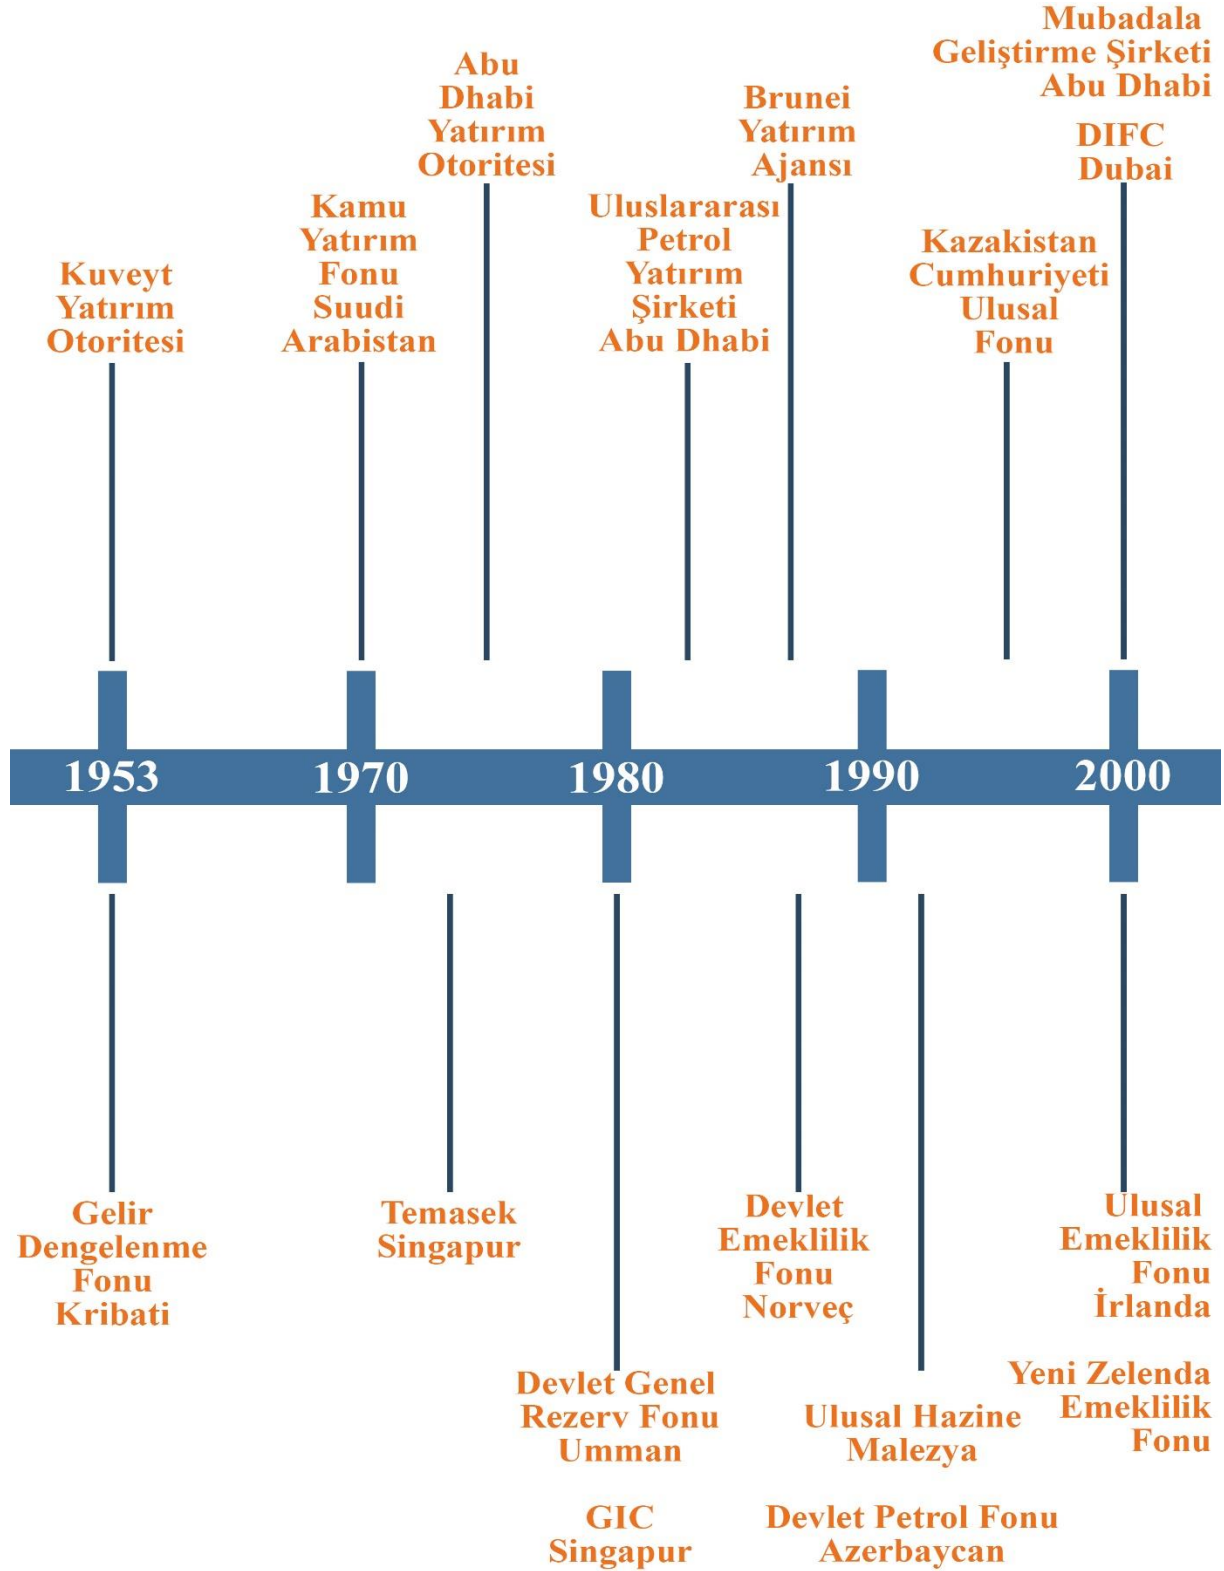 Mubadala
Geliştirme Şirketi
Abu Dhabi
DIFC
Dubai
Abu
Dhabi
Yatırım
Otoritesi
Brunei
Yatırım
Ajansı
Kamu
Yatırım
Fonu
Suudi
Arabistan
Uluslararası
Petrol
Yatırım
Şirketi
Abu Dhabi
Kazakistan
Cumhuriyeti
Ulusal
Fonu
Kuveyt
Yatırım
Otoritesi
1953
1970
1980
1990
2000
Gelir
Dengelenme
Fonu
Kribati
Temasek
Singapur
Devlet
Emeklilik
Fonu
Norveç
Ulusal
Emeklilik
Fonu
İrlanda
Devlet Genel
Rezerv Fonu
Umman
GIC
Singapur
Ulusal Hazine
Malezya
Devlet Petrol Fonu
Azerbaycan
Yeni Zelenda
Emeklilik
Fonu